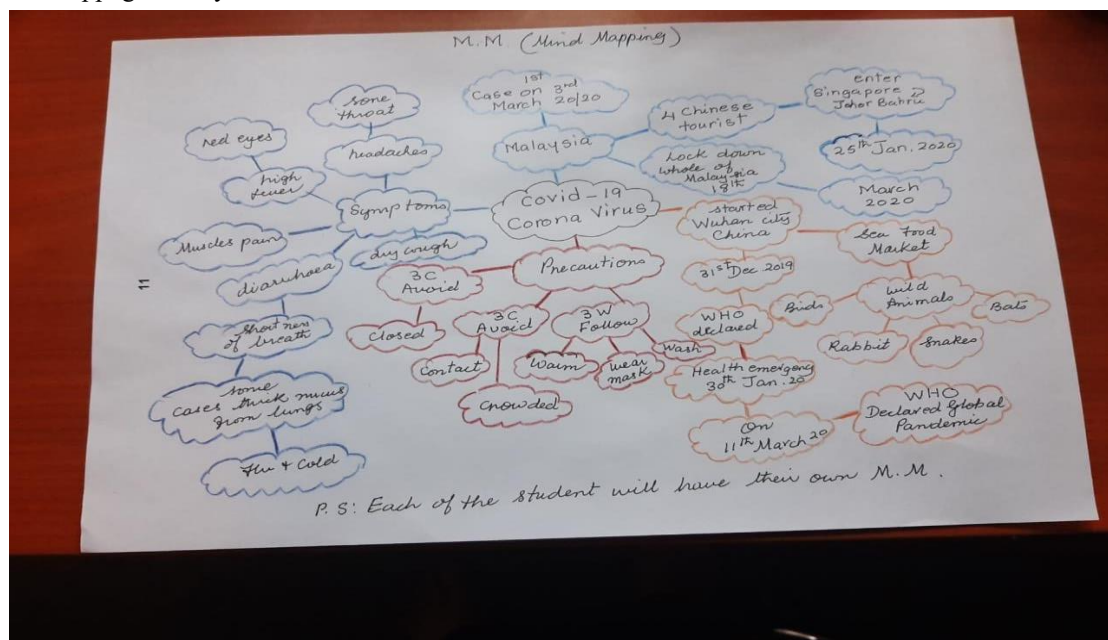 M.M. (Mind Mapping)
1st
Case on 3rd
March 20/20
Malaysia
4 Chinese
tourist
enter
Singapore
Johor Bahru
25th Jan. 2020
Lock down
whole of
Malaysia
18th
March
2020
sore
throat
headaches
red eyes
high
fever
Symptoms
Muscles pain
dry cough
diarrhoea
short ness
of breath
some
cases thick mucus
from lungs
Flu + Cold
Covid-19
Corona Virus
Precautions
3C
Avoid
Closed
3C
Avoid
Contact
Crowded
3W
Follow
Warm
wear
mask
Wash
started
Wuhan city
China
Sea Food
Market
Wild
Animals
Birds
Rabbit
Snakes
Bats
31st Dec 2019
WHO
declared
Health emergency
30th Jan. 20
On
11th March 20
WHO
Declared Global
Pandemic
P.S: Each of the student will have their own M.M.
11